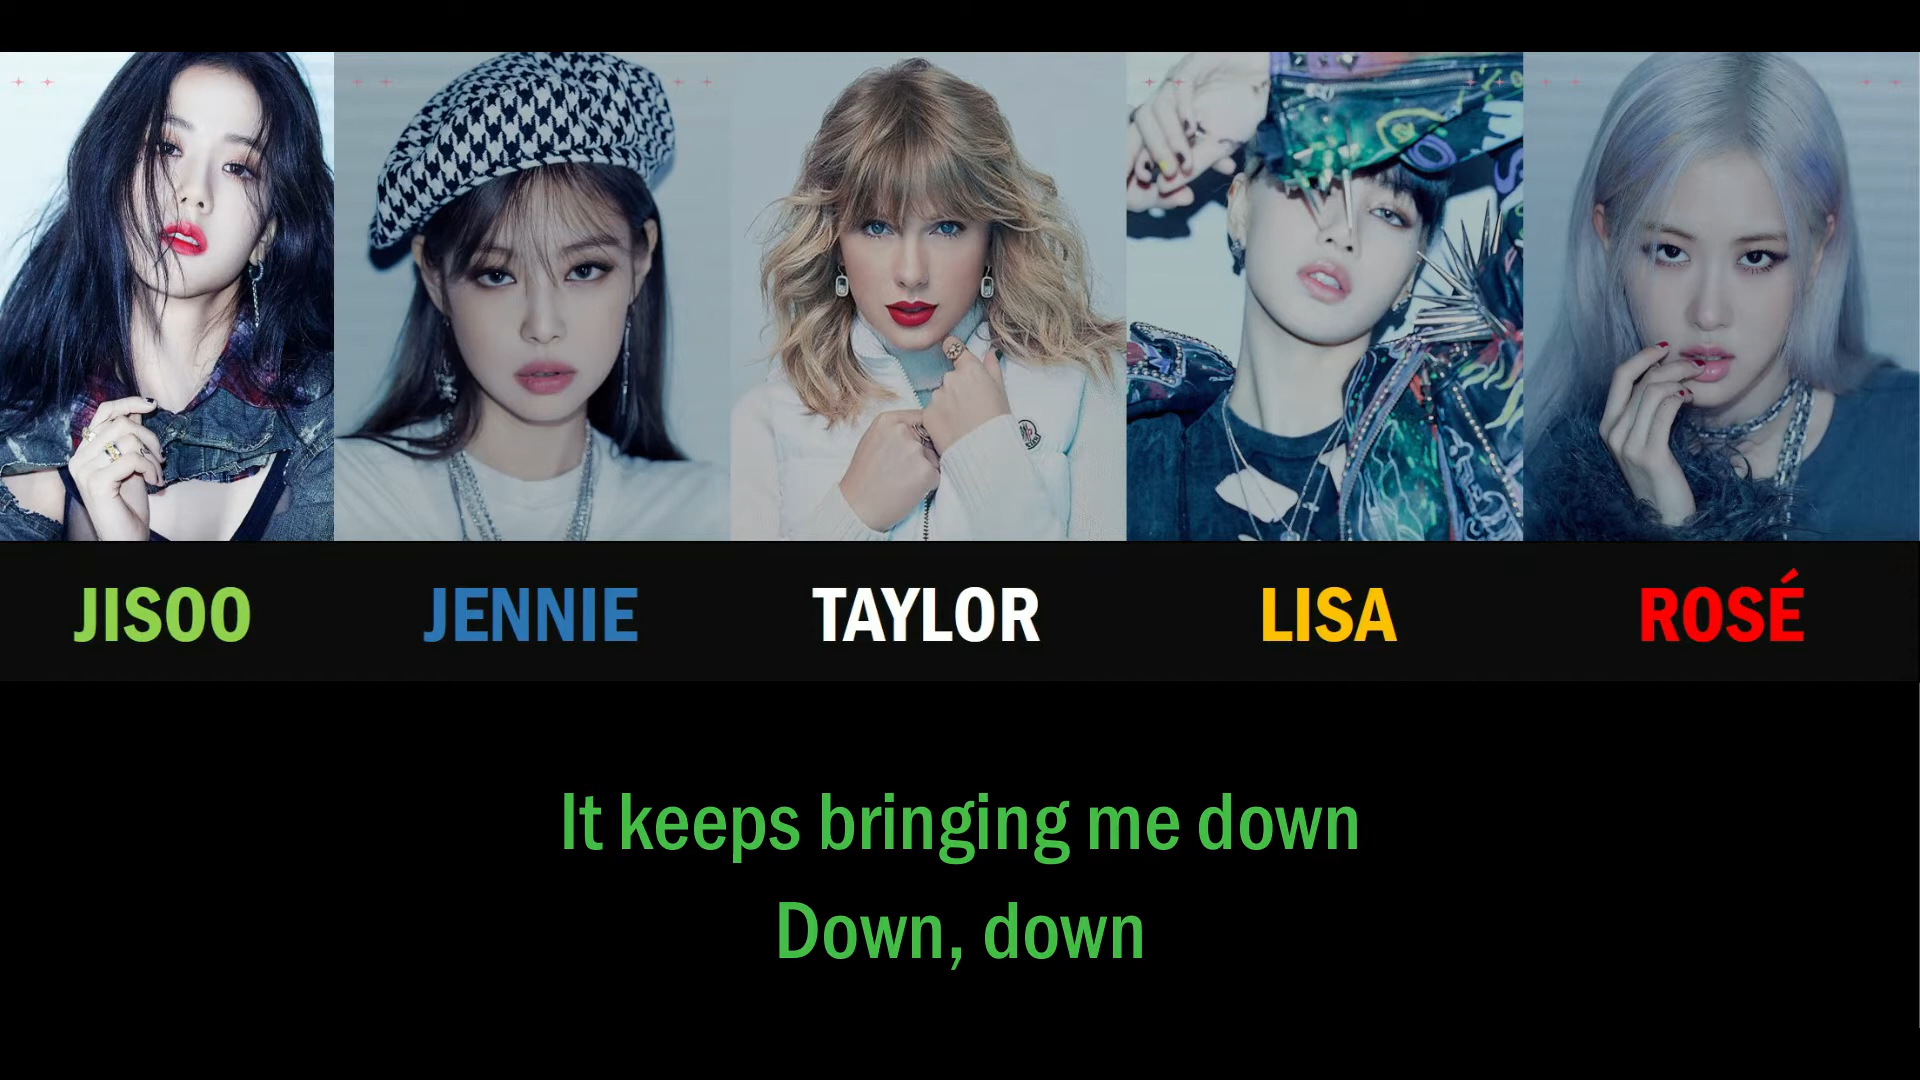 JISOO JENNIE TAYLOR LISA ROSÉ
It keeps bringing me down
Down, down